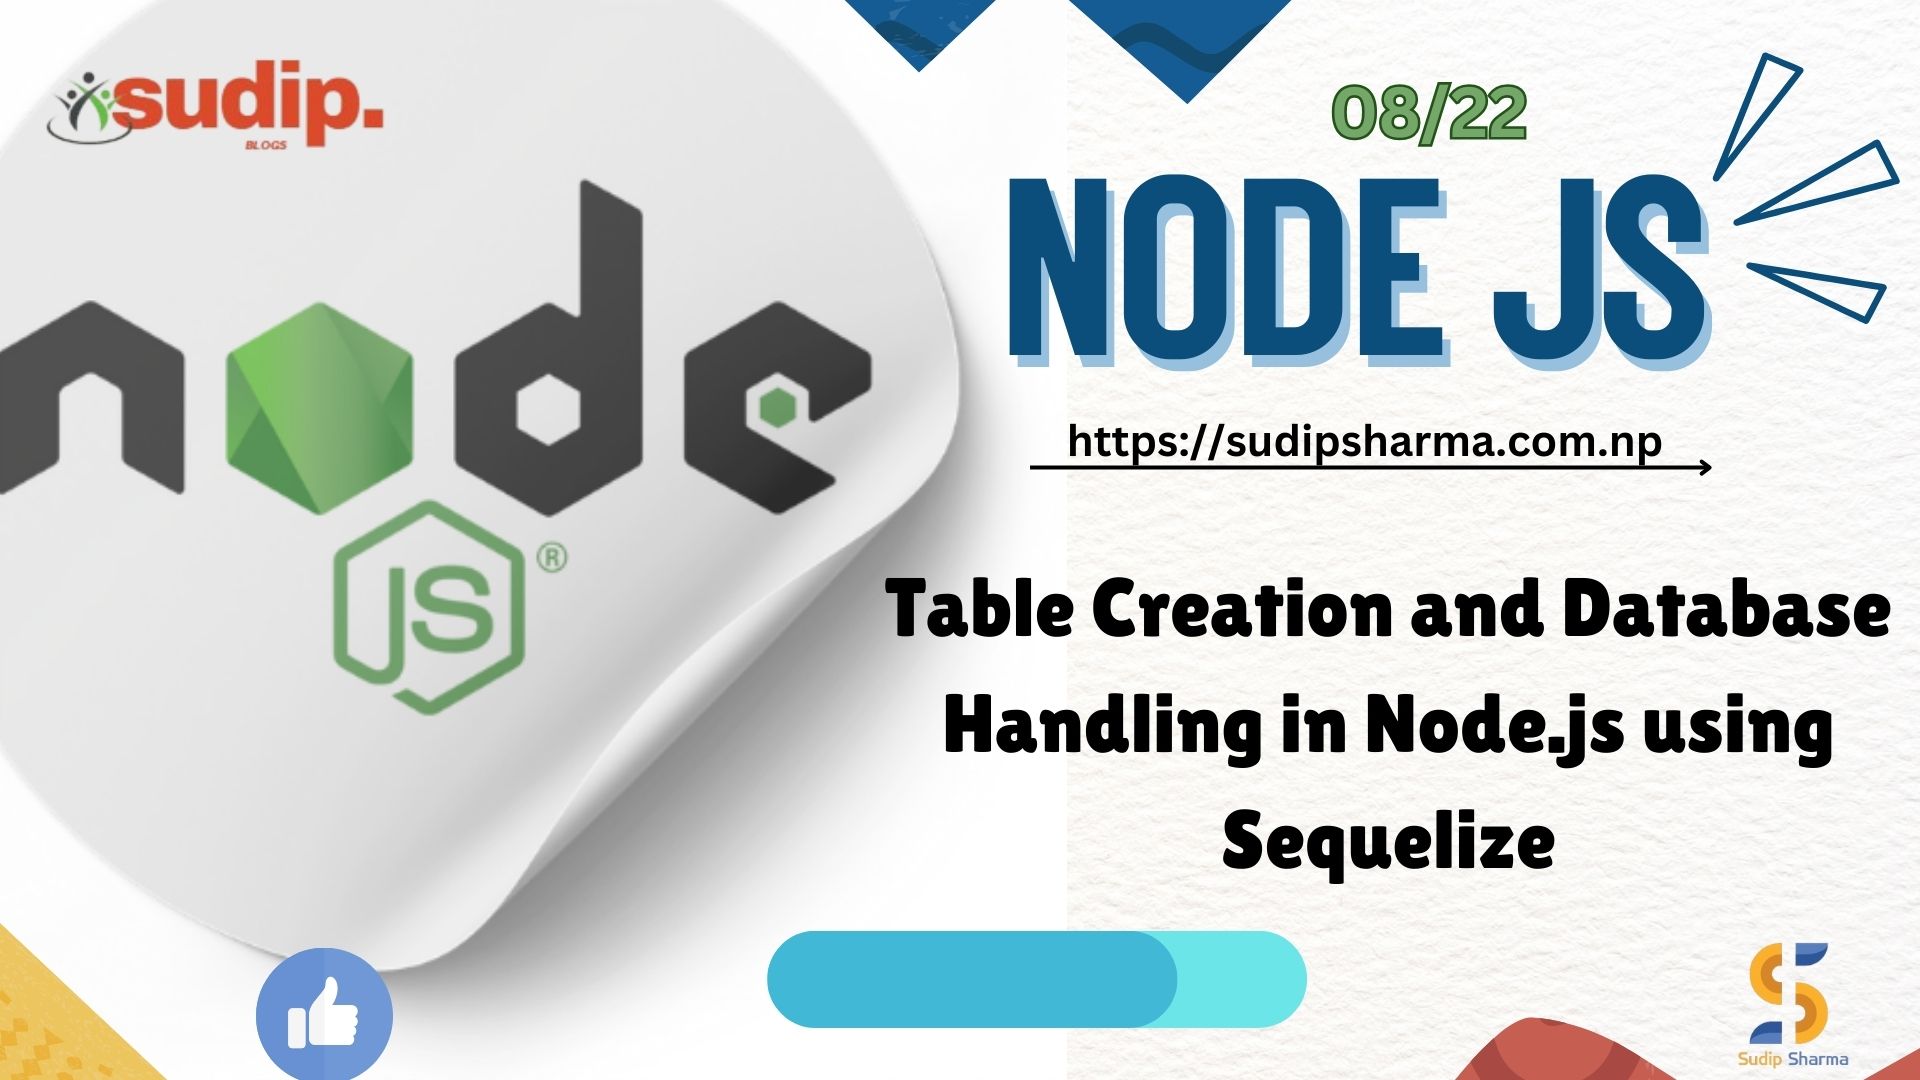 sudip.
BLOGS
node
JS ®
08/22
NODE JS
https://sudipsharma.com.np
Table Creation and Database
Handling in Node.js using
Sequelize
Sudip Sharma